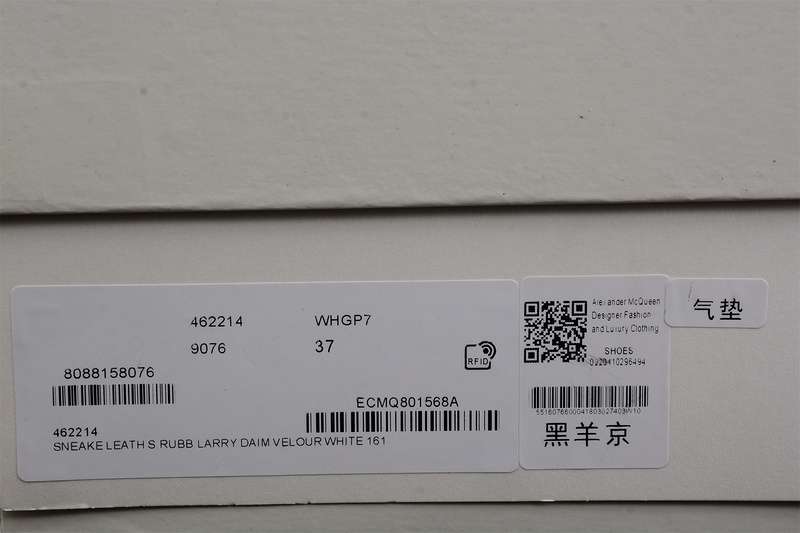 462214 WHGP7
9076 37
RFID
8088158076
ECMQ801568A
462214
SNEAKE LEATH S RUBB LARRY DAIM VELOUR WHITE 161
Alexander McQueen
Designer Fashion
and Luxury Clothing
SHOES
黑羊京
气垫